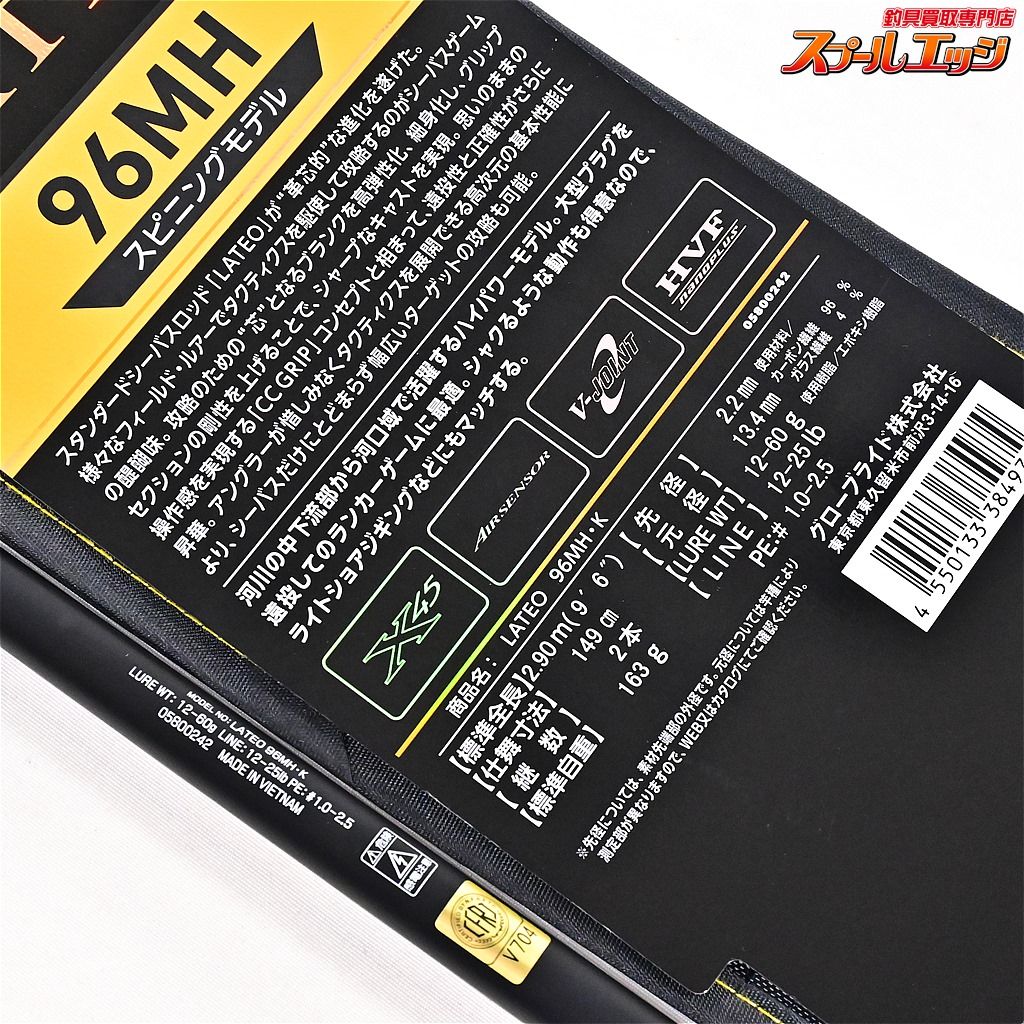 釣具買取専門店
スプールエッジ
96MH
スピニングモデル
スタンダードシーバスロッド「LATEO」が“革芯的”な進化を遂げた。
様々なフィールド・ルアーでタクティクスを駆使して攻略するのがシーバスゲーム
の醍醐味。攻略のための“芯”となるブランクを高弾性化、細身化し、グリップ
セクションの剛性を上げることで、シャープなキャストを実現。思いのままの
操作感を実現する「CCGRIP」コンセプトと相まって、遠投性と正確性がさらに
昇華。アングラーが惜しみなくタクティクスを展開できる高次元の基本性能に
より、シーバスだけにとどまらず幅広いターゲットの攻略も可能。
河川の中下流部から河口域で活躍するハイパワーモデル。大型プラグを
遠投してのランカーゲームに最適。シャクるような動作も得意なので、
ライトショアジギングなどにもマッチする。
X45
AIRSENSOR
V-JOINT
HVF
nanoPLUS
05800242
商品名: LATEO 96MH・K
【標準全長】2.90m(9′6″)
【仕舞寸法】 149 cm
【 継 数 】 2本
【標準自重】 163 g
【先 径】 2.2 mm
【元 径】 13.4 mm
【LURE WT】 12-60 g
【 LINE 】 12-25lb
PE:# 1.0-2.5
使用材料/
カーボン繊維 96 %
ガラス繊維 4 %
使用樹脂/エポキシ樹脂
グローブライド株式会社
東京都東久留米市前沢3-14-16
4 550133 138497
※先径については、素材先端部の外径です。元径については竿種により
測定部が異なりますので、WEB又はカタログにてご確認ください。
MODEL NO: LATEO 96MH・K
LURE WT: 12-60g LINE: 12-25lb PE: #1.0-2.5
05800242 MADE IN VIETNAM
危険
感電注意
V704